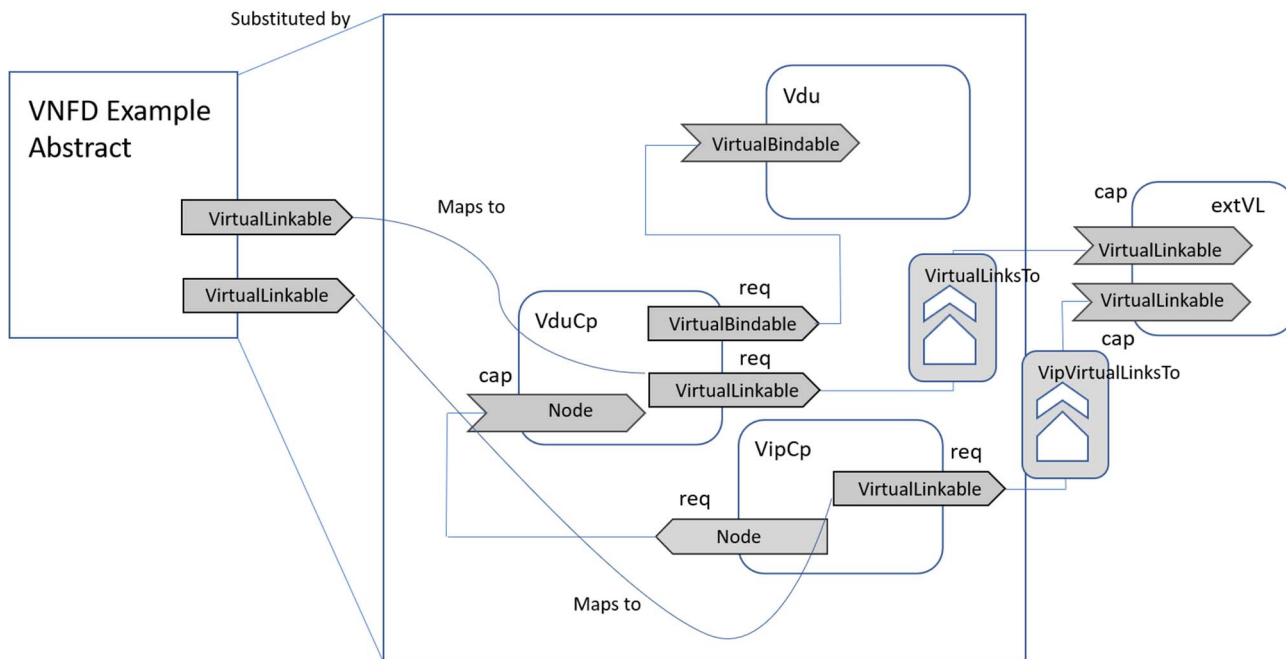 Substituted by
VNFD Example
Abstract
VirtualLinkable
VirtualLinkable
Maps to
Maps to
Vdu
VirtualBindable
VduCp
req
VirtualBindable
req
VirtualLinkable
cap
Node
VipCp
req
VirtualLinkable
req
Node
VirtualLinksTo
VipVirtualLinksTo
cap
extVL
VirtualLinkable
VirtualLinkable
cap